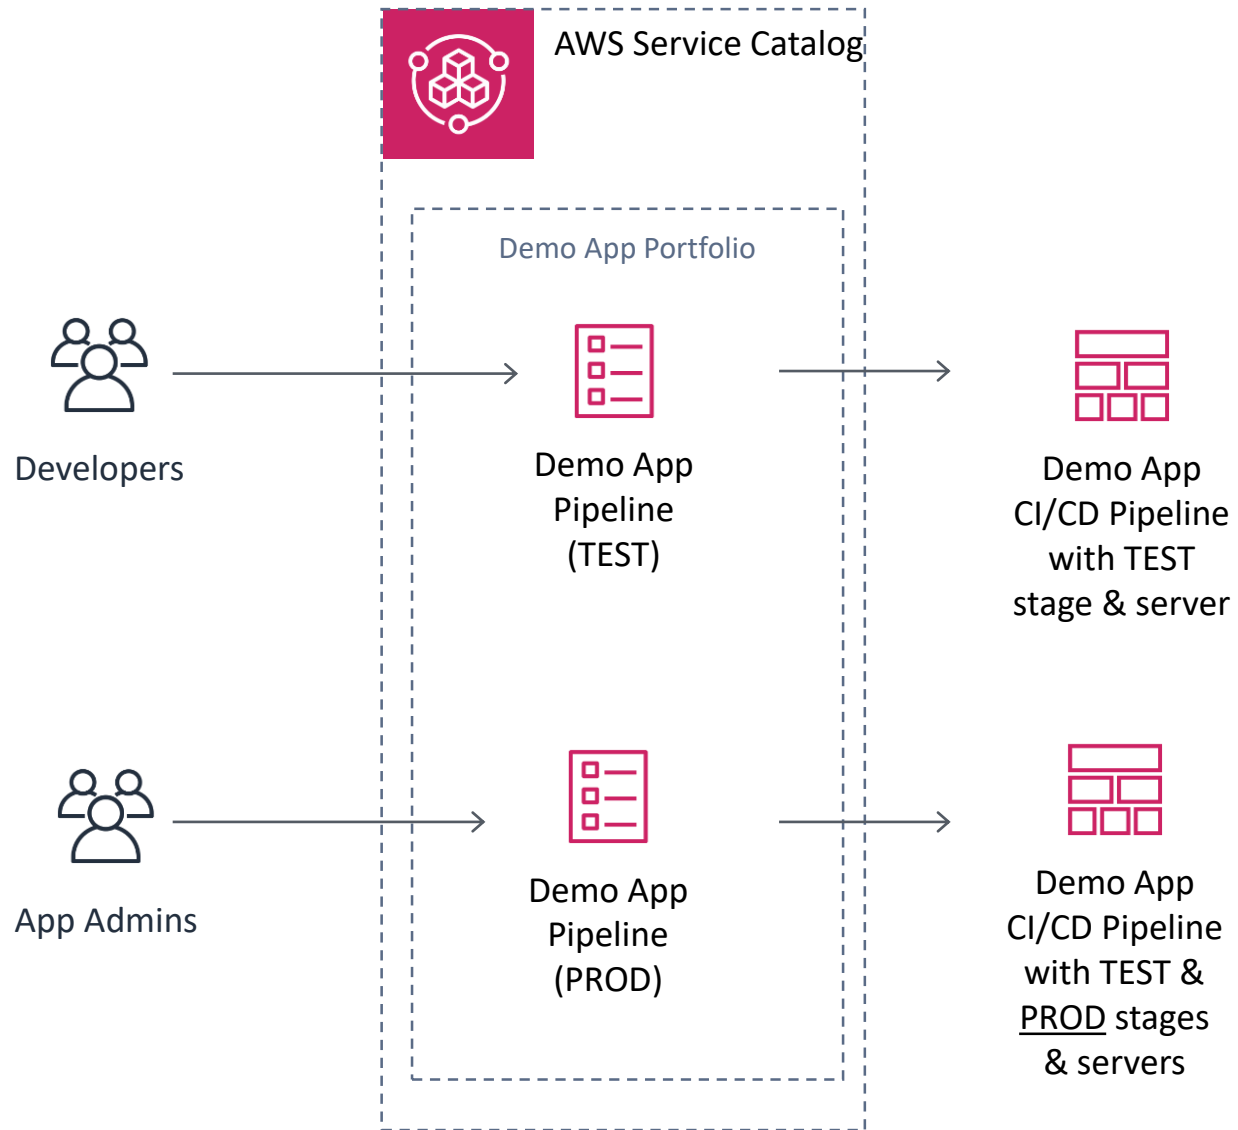 AWS Service Catalog
Demo App Portfolio
Developers
Demo App
Pipeline
(TEST)
Demo App
CI/CD Pipeline
with TEST
stage & server
App Admins
Demo App
Pipeline
(PROD)
Demo App
CI/CD Pipeline
with TEST &
PROD stages
& servers